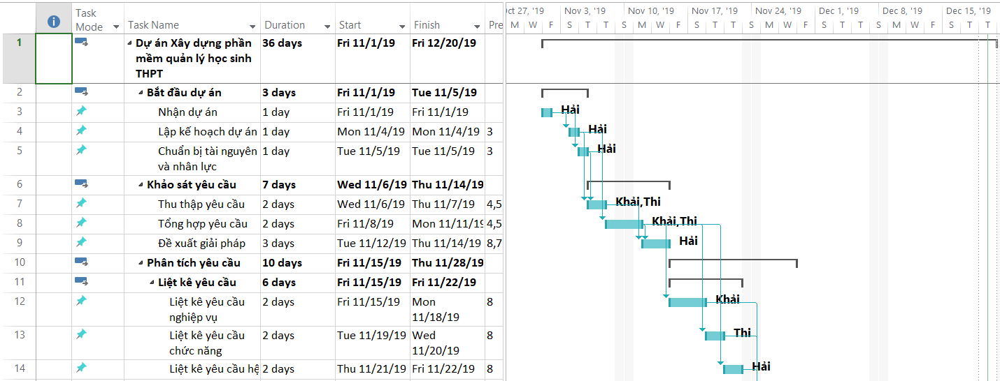 Task Mode Task Name Duration Start Finish Pre
ct 27, '19 Nov 3, '19 Nov 10, '19 Nov 17, '19 Nov 24, '19 Dec 1, '19 Dec 8, '19 Dec 15, '19
M W F S T T S M W F S T T S M W F S T T S M W F S T T
1 Dự án Xây dựng phần mềm quản lý học sinh THPT 36 days Fri 11/1/19 Fri 12/20/19
2 Bắt đầu dự án 3 days Fri 11/1/19 Tue 11/5/19
3 Nhận dự án 1 day Fri 11/1/19 Fri 11/1/19 Hải
4 Lập kế hoạch dự án 1 day Mon 11/4/19 Mon 11/4/19 3 Hải
5 Chuẩn bị tài nguyên và nhân lực 1 day Tue 11/5/19 Tue 11/5/19 3 Hải
6 Khảo sát yêu cầu 7 days Wed 11/6/19 Thu 11/14/19
7 Thu thập yêu cầu 2 days Wed 11/6/19 Thu 11/7/19 4,5 Khải,Thi
8 Tổng hợp yêu cầu 2 days Fri 11/8/19 Mon 11/11/19 4,5 Khải,Thi
9 Đề xuất giải pháp 3 days Tue 11/12/19 Thu 11/14/19 8,7 Hải
10 Phân tích yêu cầu 10 days Fri 11/15/19 Thu 11/28/19
11 Liệt kê yêu cầu 6 days Fri 11/15/19 Fri 11/22/19
12 Liệt kê yêu cầu nghiệp vụ 2 days Fri 11/15/19 Mon 11/18/19 8 Khải
13 Liệt kê yêu cầu chức năng 2 days Tue 11/19/19 Wed 11/20/19 8 Thi
14 Liệt kê yêu cầu hệ 2 days Thu 11/21/19 Fri 11/22/19 8 Hải